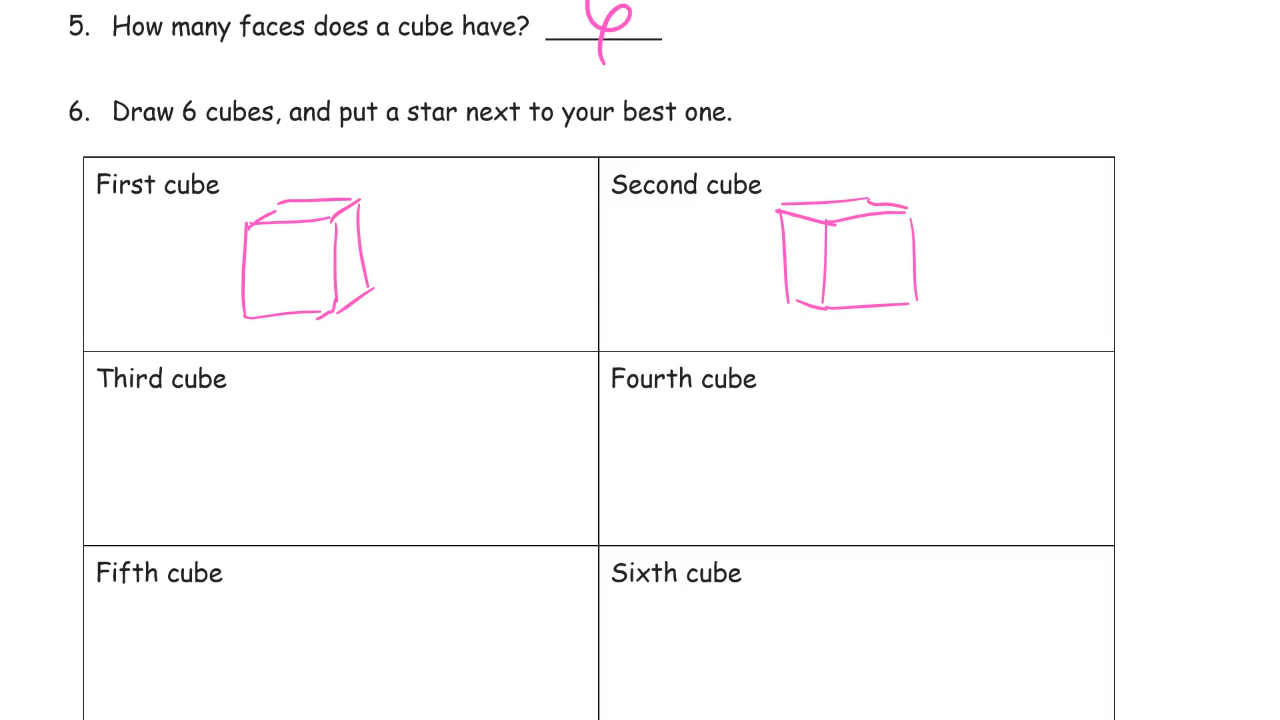 5. How many faces does a cube have? 6
6. Draw 6 cubes, and put a star next to your best one.
First cube
Second cube
Third cube
Fourth cube
Fifth cube
Sixth cube